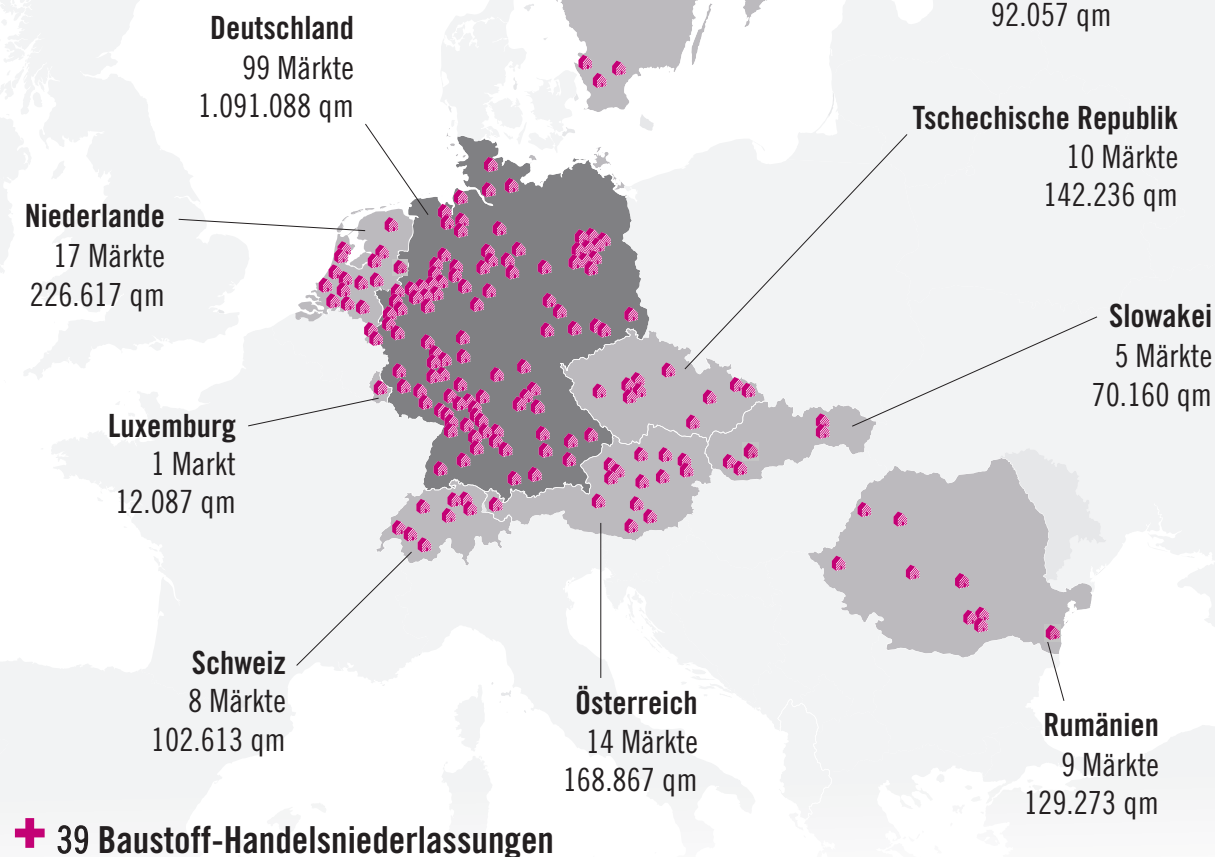 92.057 qm
Deutschland
99 Märkte
1.091.088 qm
Tschechische Republik
10 Märkte
142.236 qm
Niederlande
17 Märkte
226.617 qm
Slowakei
5 Märkte
70.160 qm
Luxemburg
1 Markt
12.087 qm
Schweiz
8 Märkte
102.613 qm
Österreich
14 Märkte
168.867 qm
Rumänien
9 Märkte
129.273 qm
+ 39 Baustoff-Handelsniederlassungen